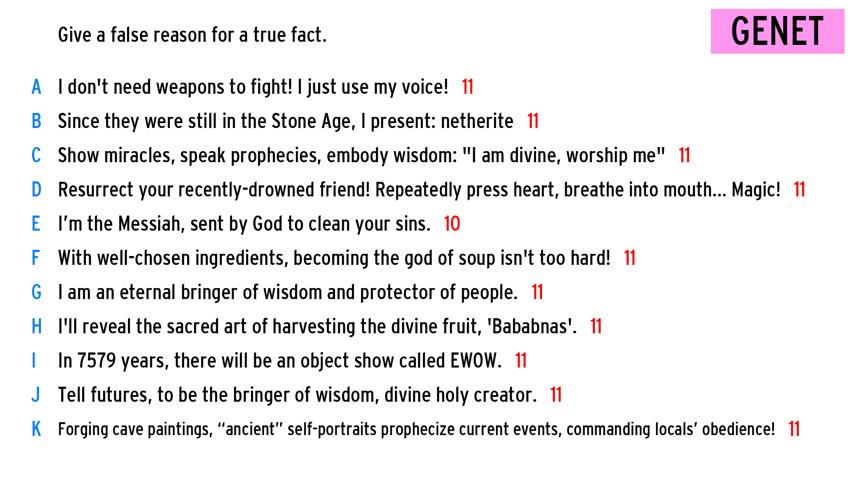 Give a false reason for a true fact.
GENET
A I don't need weapons to fight! I just use my voice! 11
B Since they were still in the Stone Age, I present: netherite 11
C Show miracles, speak prophecies, embody wisdom: "I am divine, worship me" 11
D Resurrect your recently-drowned friend! Repeatedly press heart, breathe into mouth... Magic! 11
E I’m the Messiah, sent by God to clean your sins. 10
F With well-chosen ingredients, becoming the god of soup isn't too hard! 11
G I am an eternal bringer of wisdom and protector of people. 11
H I'll reveal the sacred art of harvesting the divine fruit, 'Bababnas'. 11
I In 7579 years, there will be an object show called EWOW. 11
J Tell futures, to be the bringer of wisdom, divine holy creator. 11
K Forging cave paintings, “ancient” self-portraits prophecize current events, commanding locals’ obedience! 11